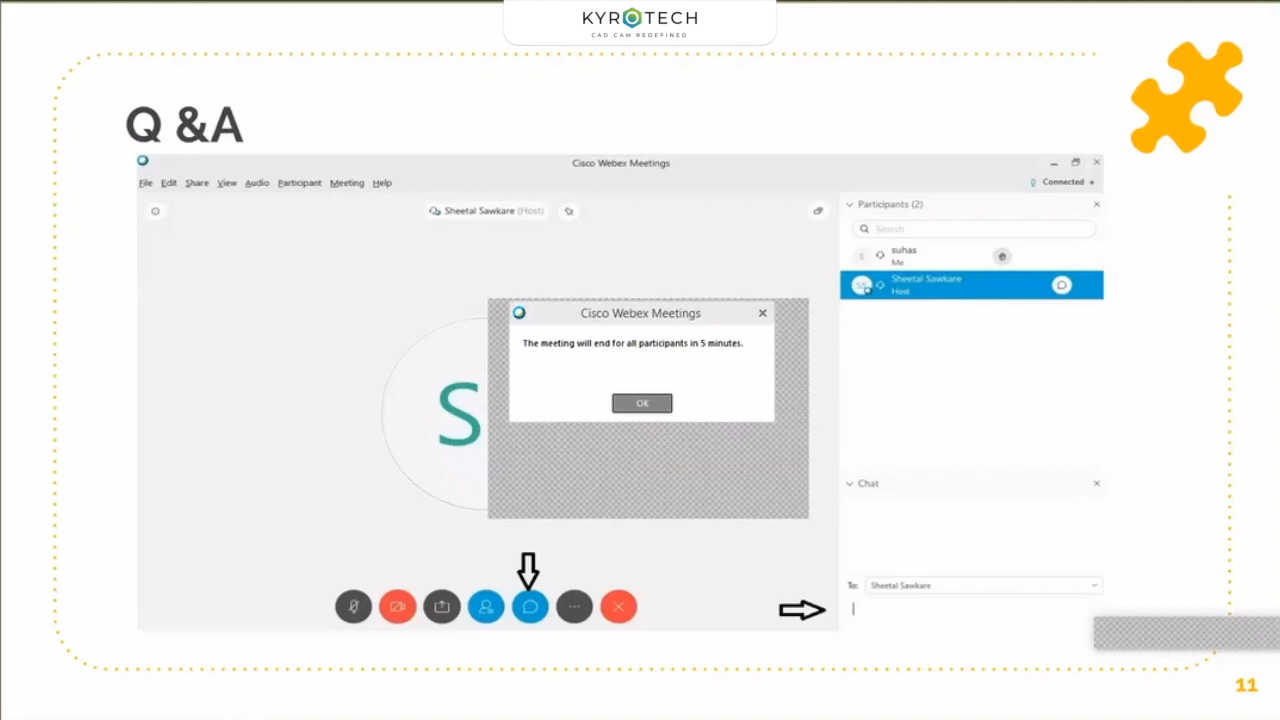 KYROTECH
CAD CAM REDEFINED
Q &A
Cisco Webex Meetings
File Edit Share View Audio Participant Meeting Help
Connected
Sheetal Sawkare (Host)
Participants (2)
Search
S
suhas
Me
SS
Sheetal Sawkare
Host
Cisco Webex Meetings
The meeting will end for all participants in 5 minutes.
OK
S
Chat
To: Sheetal Sawkare
11